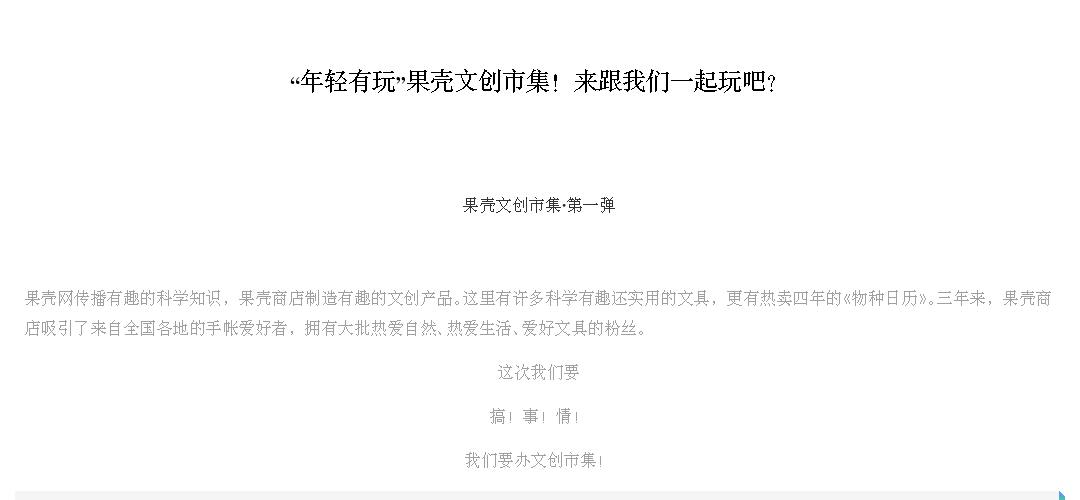 “年轻有玩”果壳文创市集！来跟我们一起玩吧？
果壳文创市集·第一弹
果壳网传播有趣的科学知识，果壳商店制造有趣的文创产品。这里有许多科学有趣还实用的文具，更有热卖四年的《物种日历》。三年来，果壳商
店吸引了来自全国各地的手帐爱好者，拥有大批热爱自然、热爱生活、爱好文具的粉丝。
这次我们要
搞！事！情！
我们要办文创市集！